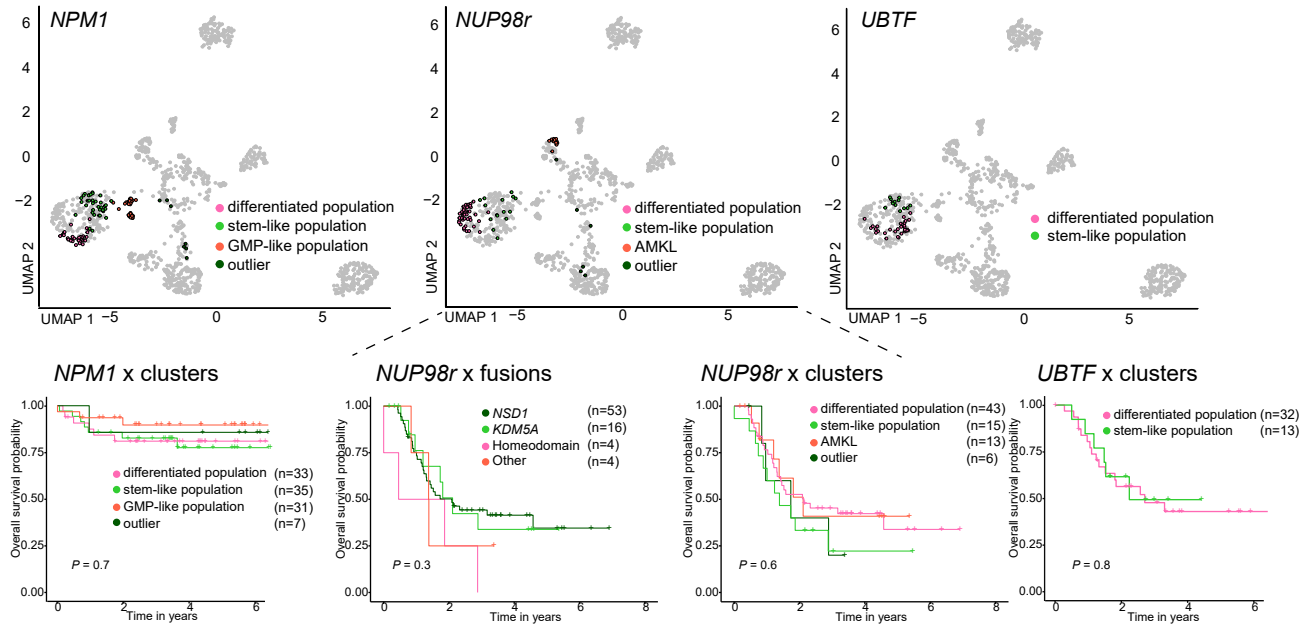 NPM1
6
4
2
0
−2
UMAP 2
differentiated population
stem-like population
GMP-like population
outlier
UMAP 1
−5
0
5
NUP98r
6
4
2
0
−2
UMAP 2
differentiated population
stem-like population
AMKL
outlier
UMAP 1
−5
0
5
UBTF
6
4
2
0
−2
UMAP 2
differentiated population
stem-like population
UMAP 1
−5
0
5
NPM1 x clusters
Overall survival probability
1.00
0.75
0.50
0.25
0.00
differentiated population (n=33)
stem-like population (n=35)
GMP-like population (n=31)
outlier (n=7)
P = 0.7
0 2 4 6
Time in years
NUP98r x fusions
Overall survival probability
1.00
0.75
0.50
0.25
0.00
NSD1 (n=53)
KDM5A (n=16)
Homeodomain (n=4)
Other (n=4)
P = 0.3
0 2 4 6 8
Time in years
NUP98r x clusters
Overall survival probability
1.00
0.75
0.50
0.25
0.00
differentiated population (n=43)
stem-like population (n=15)
AMKL (n=13)
outlier (n=6)
P = 0.6
0 2 4 6 8
Time in years
UBTF x clusters
Overall survival probability
1.00
0.75
0.50
0.25
0.00
differentiated population (n=32)
stem-like population (n=13)
P = 0.8
0 2 4 6
Time in years